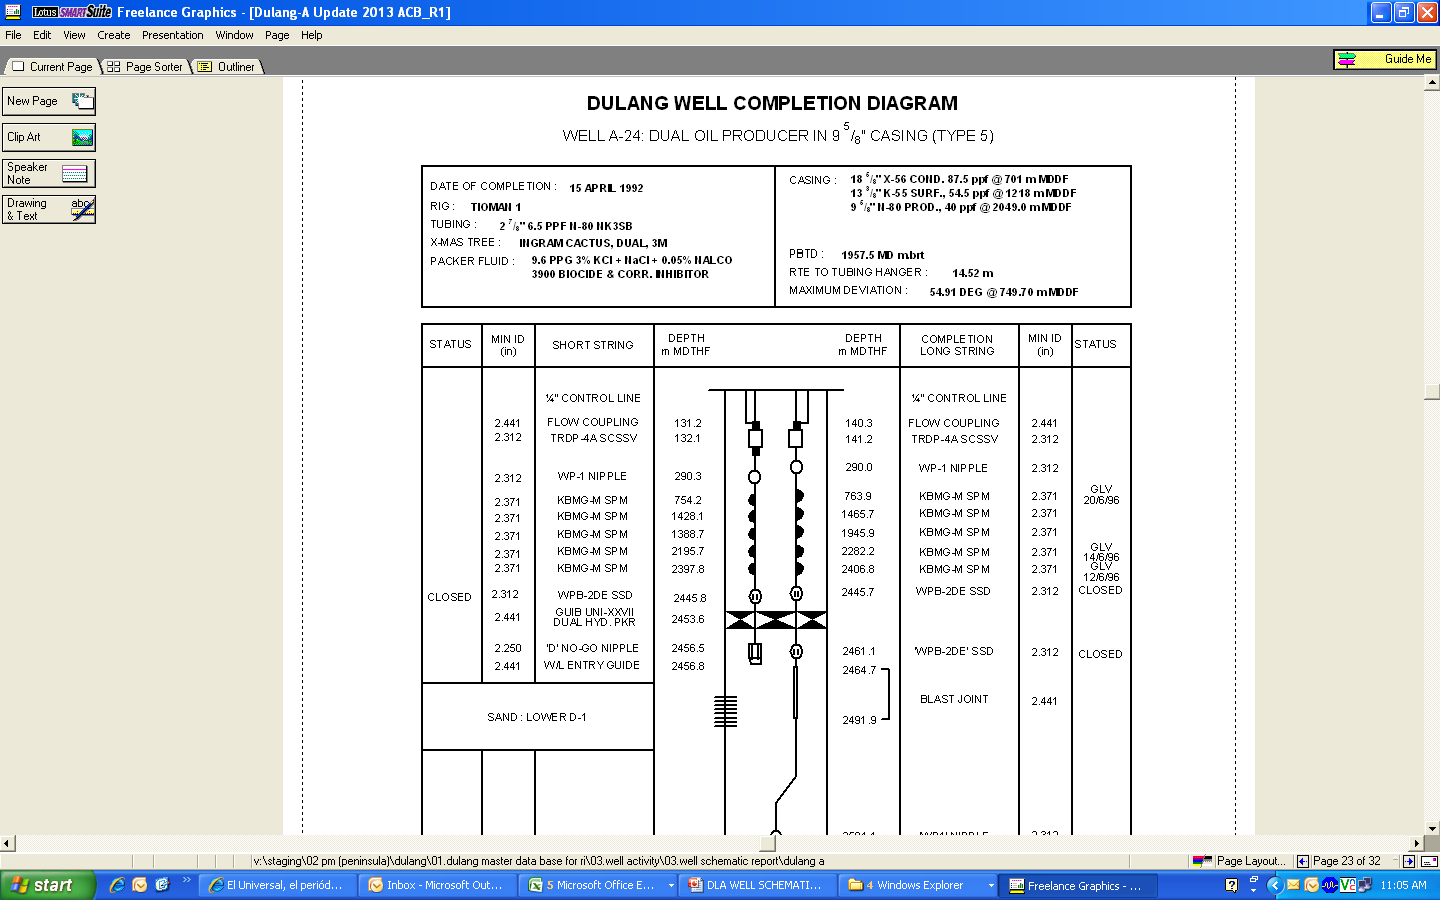 Lotus SMARTSuite Freelance Graphics - [Dulang-A Update 2013 ACB_R1]
File Edit View Create Presentation Window Page Help
Current Page Page Sorter Outliner Guide Me
New Page
Clip Art
Speaker
Note
Drawing
& Text
abc
DULANG WELL COMPLETION DIAGRAM
WELL A-24: DUAL OIL PRODUCER IN 9 5/8" CASING (TYPE 5)
DATE OF COMPLETION : 15 APRIL 1992
RIG : TIOMAN 1
TUBING : 2 7/8" 6.5 PPF N-80 NK3SB
X-MAS TREE : INGRAM CACTUS, DUAL, 3M
PACKER FLUID : 9.6 PPG 3% KCl + NaCl + 0.05% NALCO
3900 BIOCIDE & CORR. INHIBITOR
CASING : 18 5/8" X-56 COND. 87.5 ppf @ 701 m MDDF
13 3/8" K-55 SURF., 54.5 ppf @ 1218 m MDDF
9 5/8" N-80 PROD., 40 ppf @ 2049.0 m MDDF
PBTD : 1957.5 MD m.brt
RTE TO TUBING HANGER : 14.52 m
MAXIMUM DEVIATION : 54.91 DEG @ 749.70 m MDDF
STATUS MIN ID (in) SHORT STRING DEPTH m MDTHF DEPTH m MDTHF COMPLETION LONG STRING MIN ID (in) STATUS
¼" CONTROL LINE ¼" CONTROL LINE
2.441 FLOW COUPLING 131.2 140.3 FLOW COUPLING 2.441
2.312 TRDP-4A SCSSV 132.1 141.2 TRDP-4A SCSSV 2.312
2.312 WP-1 NIPPLE 290.3 290.0 WP-1 NIPPLE 2.312
2.371 KBMG-M SPM 754.2 763.9 KBMG-M SPM 2.371 GLV 20/6/96
2.371 KBMG-M SPM 1428.1 1465.7 KBMG-M SPM 2.371
2.371 KBMG-M SPM 1388.7 1945.9 KBMG-M SPM 2.371
2.371 KBMG-M SPM 2195.7 2282.2 KBMG-M SPM 2.371 GLV 14/6/96
2.371 KBMG-M SPM 2397.8 2406.8 KBMG-M SPM 2.371 GLV 12/6/96
CLOSED 2.312 WPB-2DE SSD 2445.8 2445.7 WPB-2DE SSD 2.312 CLOSED
2.441 GUIB UNI-XXVII DUAL HYD. PKR 2453.6
2.250 'D' NO-GO NIPPLE 2456.5 2461.1 'WPB-2DE' SSD 2.312 CLOSED
2.441 W/L ENTRY GUIDE 2456.8 2464.7
BLAST JOINT 2.441
SAND : LOWER D-1 2491.9
v:\staging\02 pm (peninsula)\dulang\01.dulang master data base for ri\03.well activity\03.well schematic report\dulang a Page Layout... Page 23 of 32
start El Universal, el periód... Inbox - Microsoft Out... 5 Microsoft Office E... DLA WELL SCHEMATI... 4 Windows Explorer Freelance Graphics - ... 11:05 AM